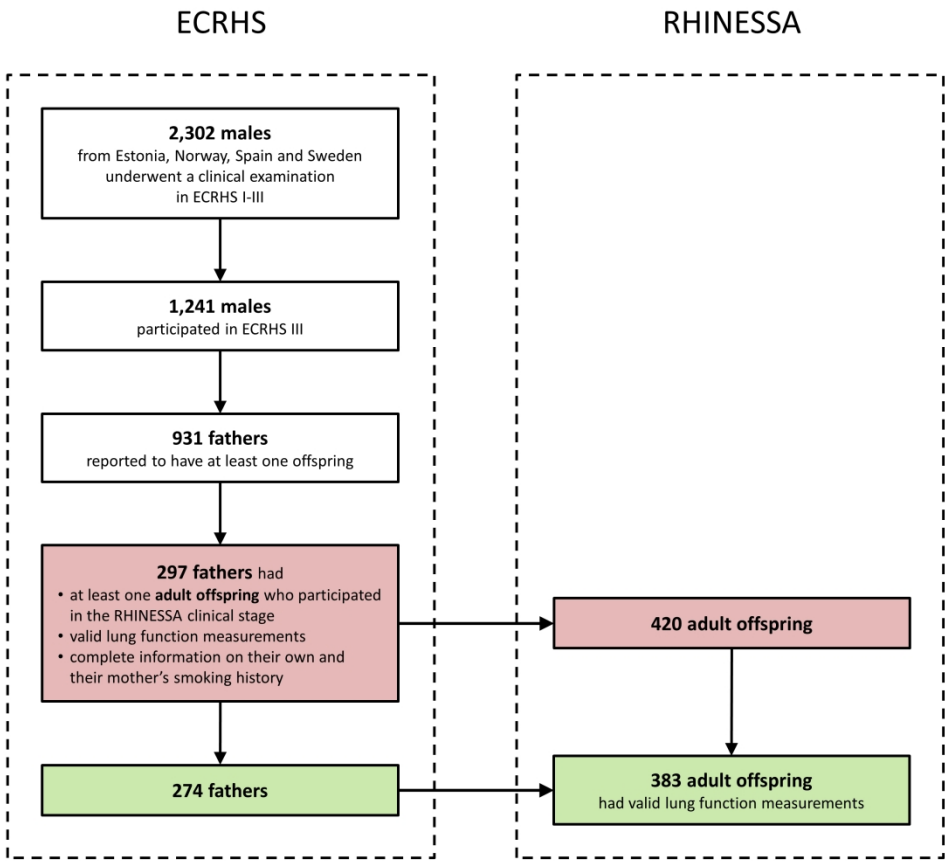 ECRHS
RHINESSA
2,302 males
from Estonia, Norway, Spain and Sweden
underwent a clinical examination
in ECRHS I-III
1,241 males
participated in ECRHS III
931 fathers
reported to have at least one offspring
297 fathers had
• at least one adult offspring who participated
in the RHINESSA clinical stage
• valid lung function measurements
• complete information on their own and
their mother’s smoking history
420 adult offspring
274 fathers
383 adult offspring
had valid lung function measurements